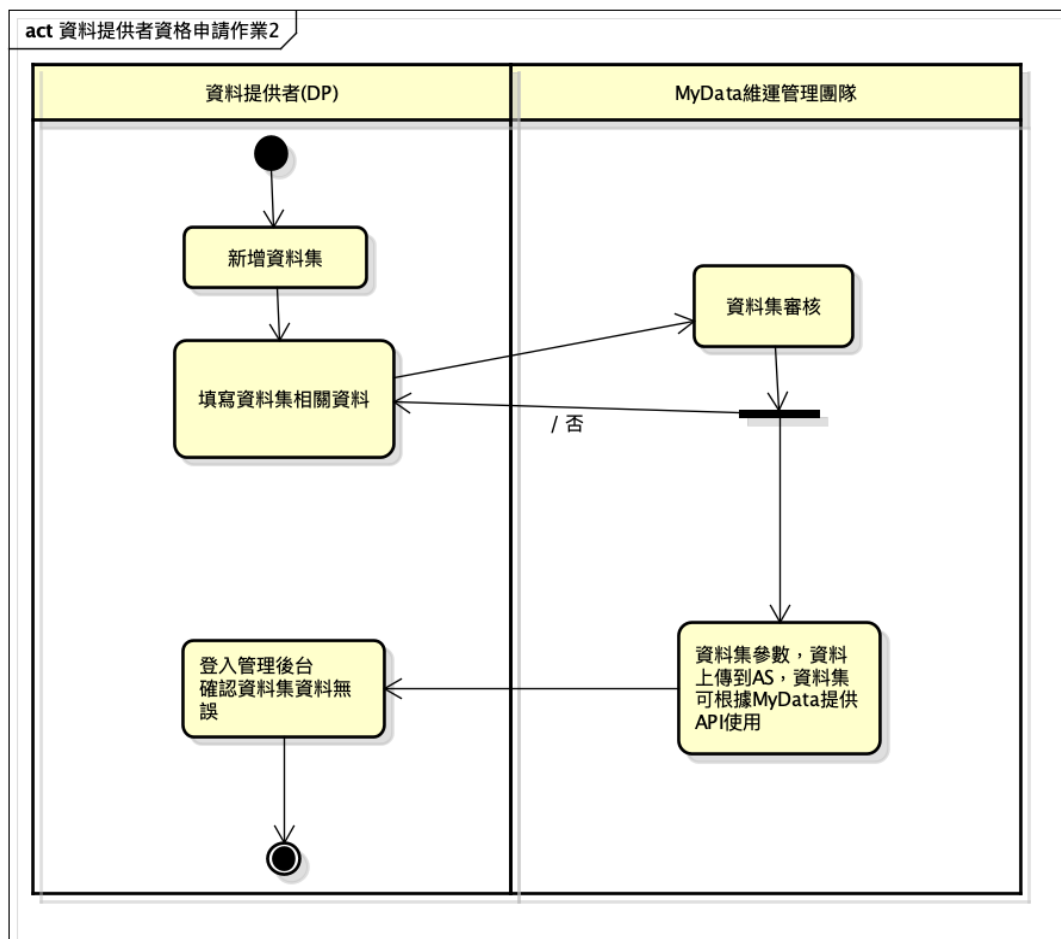 act 資料提供者資格申請作業2
資料提供者(DP)
MyData維運管理團隊
新增資料集
資料集審核
填寫資料集相關資料
/ 否
登入管理後台
確認資料集資料無
誤
資料集參數，資料
上傳到AS，資料集
可根據MyData提供
API使用